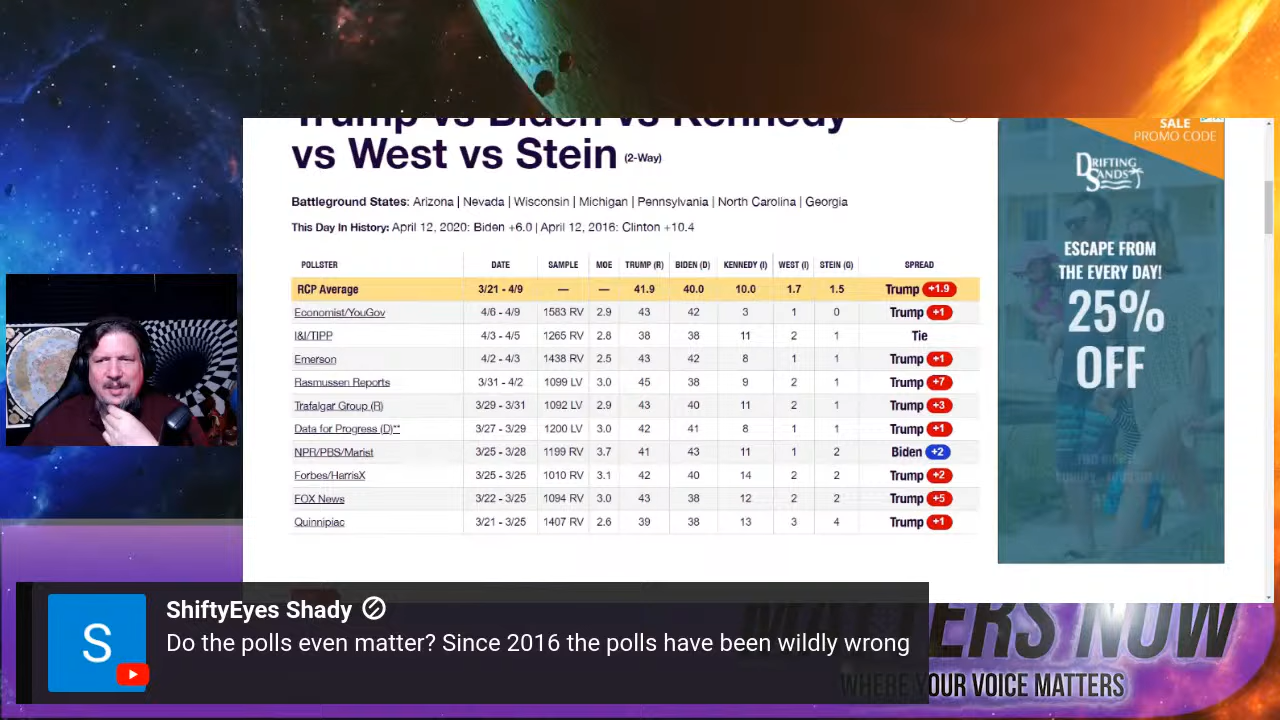 Trump vs Biden vs Kennedy
vs West vs Stein (2-Way)
Battleground States: Arizona | Nevada | Wisconsin | Michigan | Pennsylvania | North Carolina | Georgia
This Day In History: April 12, 2020: Biden +6.0 | April 12, 2016: Clinton +10.4
POLLSTER DATE SAMPLE MOE TRUMP (R) BIDEN (D) KENNEDY (I) WEST (I) STEIN (G) SPREAD
RCP Average 3/21 - 4/9 — — 41.9 40.0 10.0 1.7 1.5 Trump +1.9
Economist/YouGov 4/6 - 4/9 1583 RV 2.9 43 42 3 1 0 Trump +1
I&I/TIPP 4/3 - 4/5 1265 RV 2.8 38 38 11 2 1 Tie
Emerson 4/2 - 4/3 1438 RV 2.5 43 42 8 1 1 Trump +1
Rasmussen Reports 3/31 - 4/2 1099 LV 3.0 45 38 9 2 1 Trump +7
Trafalgar Group (R) 3/29 - 3/31 1092 LV 2.9 43 40 11 2 1 Trump +3
Data for Progress (D)** 3/27 - 3/29 1200 LV 3.0 42 41 8 1 1 Trump +1
NPR/PBS/Marist 3/25 - 3/28 1199 RV 3.7 41 43 11 1 2 Biden +2
Forbes/HarrisX 3/25 - 3/25 1010 RV 3.1 42 40 14 2 2 Trump +2
FOX News 3/22 - 3/25 1094 RV 3.0 43 38 12 2 2 Trump +5
Quinnipiac 3/21 - 3/25 1407 RV 2.6 39 38 13 3 4 Trump +1
SALE
PROMO CODE
DRIFTING
SANDS
ESCAPE FROM
THE EVERY DAY!
25%
OFF
S
ShiftyEyes Shady
Do the polls even matter? Since 2016 the polls have been wildly wrong
MATTERS NOW
WHERE YOUR VOICE MATTERS